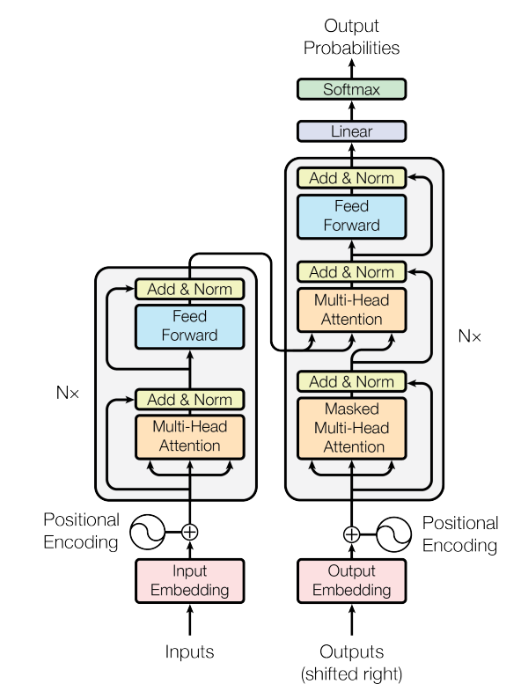 Output
Probabilities
Softmax
Linear
Add & Norm
Feed
Forward
Add & Norm
Multi-Head
Attention
Add & Norm
Masked
Multi-Head
Attention
Nx
Add & Norm
Feed
Forward
Add & Norm
Multi-Head
Attention
N×
Positional
Encoding
Positional
Encoding
Input
Embedding
Output
Embedding
Inputs
Outputs
(shifted right)